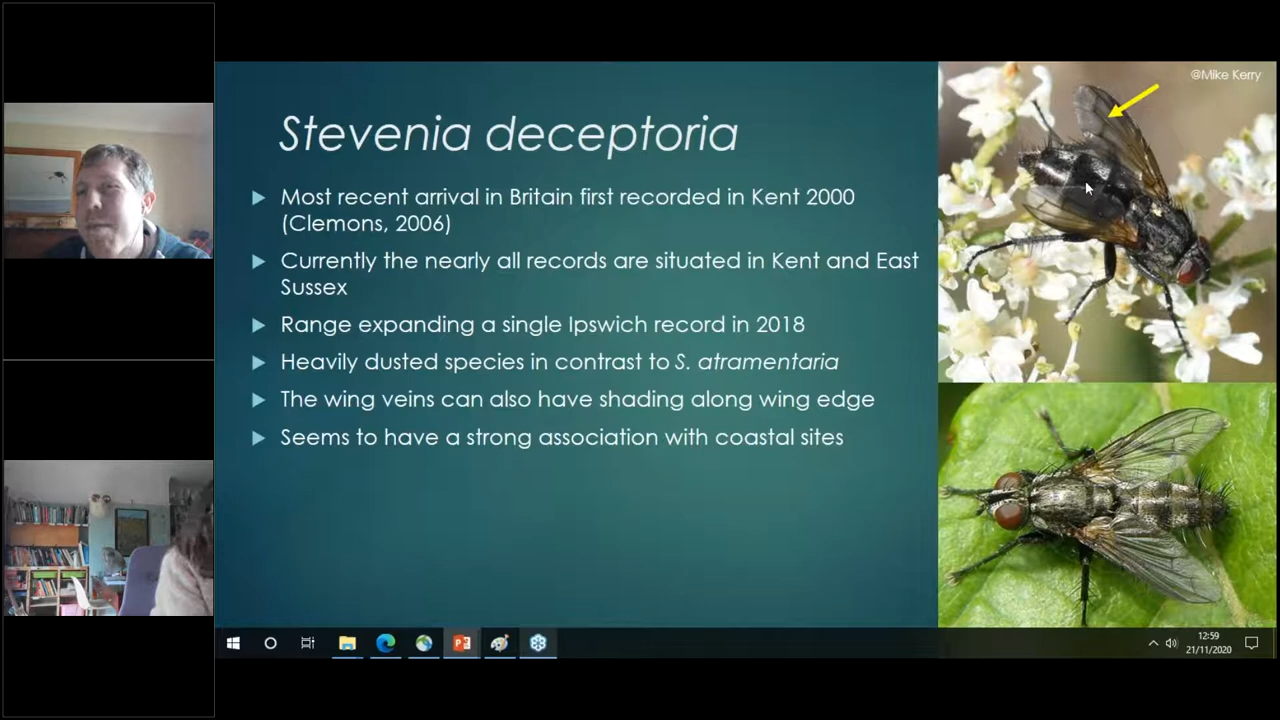 @Mike Kerry
Stevenia deceptoria
Most recent arrival in Britain first recorded in Kent 2000
(Clemons, 2006)
Currently the nearly all records are situated in Kent and East
Sussex
Range expanding a single Ipswich record in 2018
Heavily dusted species in contrast to S. atramentaria
The wing veins can also have shading along wing edge
Seems to have a strong association with coastal sites
12:59
21/11/2020